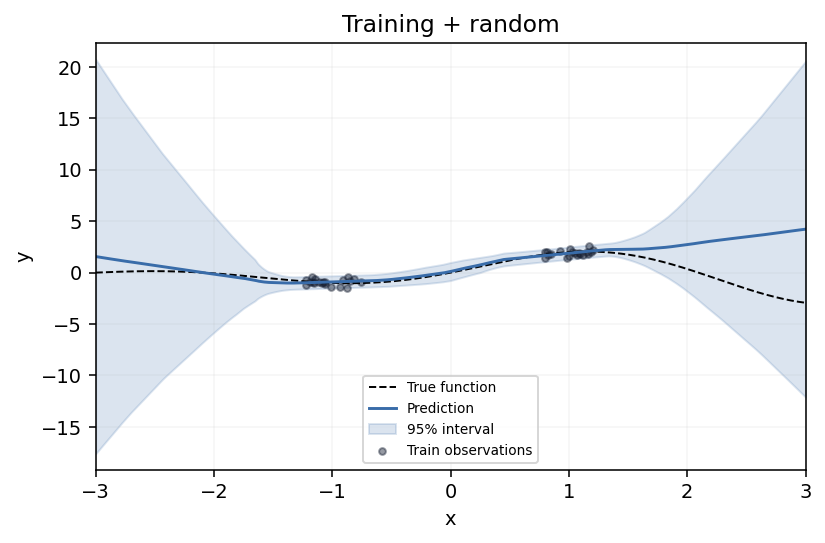 Training + random
20
15
10
5
0
−5
−10
−15
y
−3
−2
−1
0
1
2
3
x
True function
Prediction
95% interval
Train observations